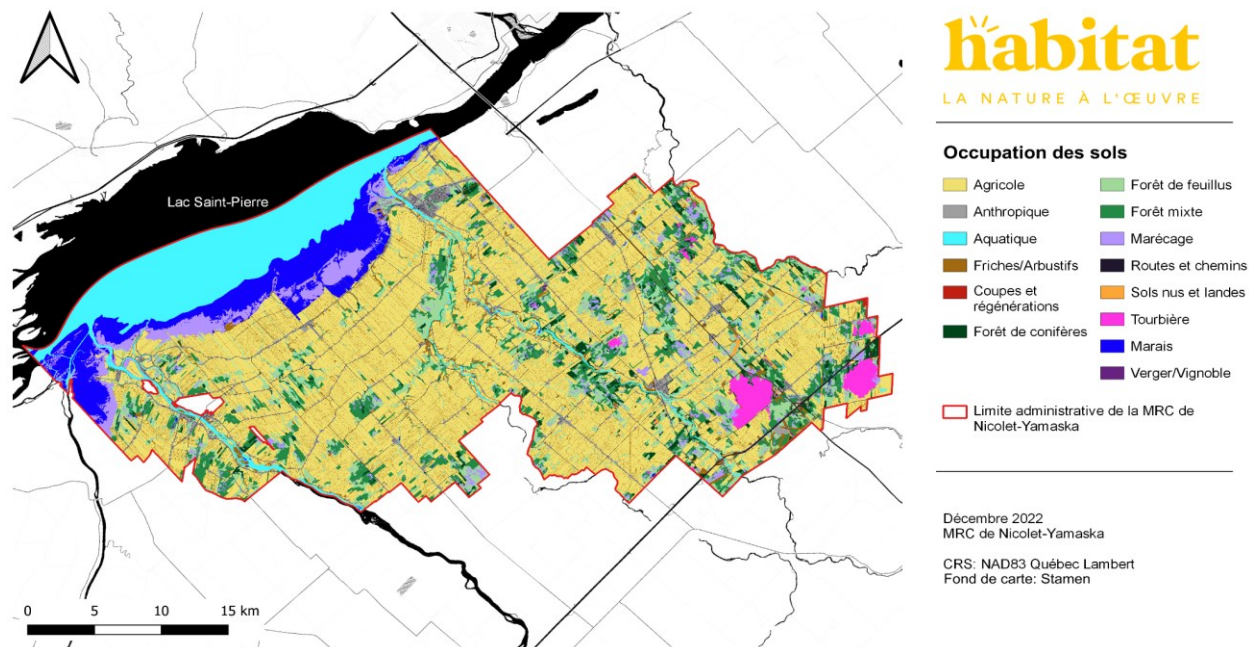 habitat
LA NATURE À L'ŒUVRE
Lac Saint-Pierre
0 5 10 15 km
Occupation des sols
Agricole
Anthropique
Aquatique
Friches/Arbustifs
Coupes et
régénérations
Forêt de conifères
Forêt de feuillus
Forêt mixte
Marécage
Routes et chemins
Sols nus et landes
Tourbière
Marais
Verger/Vignoble
Limite administrative de la MRC de
Nicolet-Yamaska
Décembre 2022
MRC de Nicolet-Yamaska
CRS: NAD83 Québec Lambert
Fond de carte: Stamen